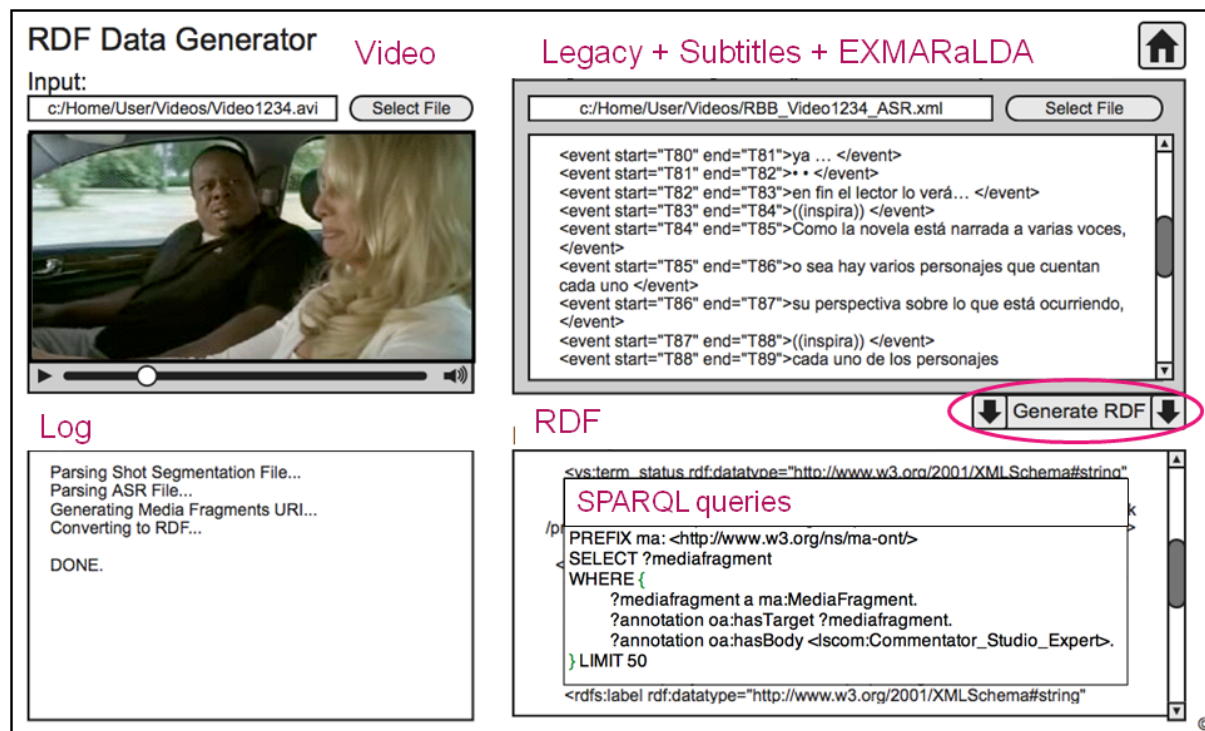 RDF Data Generator
Video
Legacy + Subtitles + EXMARaLDA
Input:
c:/Home/User/Videos/Video1234.avi
Select File
c:/Home/User/Videos/RBB_Video1234_ASR.xml
Select File
<event start="T80" end="T81">ya … </event>
<event start="T81" end="T82">• • </event>
<event start="T82" end="T83">en fin el lector lo verá… </event>
<event start="T83" end="T84">((inspira)) </event>
<event start="T84" end="T85">Como la novela está narrada a varias voces,
</event>
<event start="T85" end="T86">o sea hay varios personajes que cuentan
cada uno </event>
<event start="T86" end="T87">su perspectiva sobre lo que está ocurriendo,
</event>
<event start="T87" end="T88">((inspira)) </event>
<event start="T88" end="T89">cada uno de los personajes
Generate RDF
Log
Parsing Shot Segmentation File...
Parsing ASR File...
Generating Media Fragments URI...
Converting to RDF...
DONE.
RDF
<vs:term_status rdf:datatype="http://www.w3.org/2001/XMLSchema#string"
SPARQL queries
k
/pr
>
<
PREFIX ma: <http://www.w3.org/ns/ma-ont/>
SELECT ?mediafragment
WHERE {
?mediafragment a ma:MediaFragment.
?annotation oa:hasTarget ?mediafragment.
?annotation oa:hasBody <lscom:Commentator_Studio_Expert>.
} LIMIT 50
<rdfs:label rdf:datatype="http://www.w3.org/2001/XMLSchema#string"
©